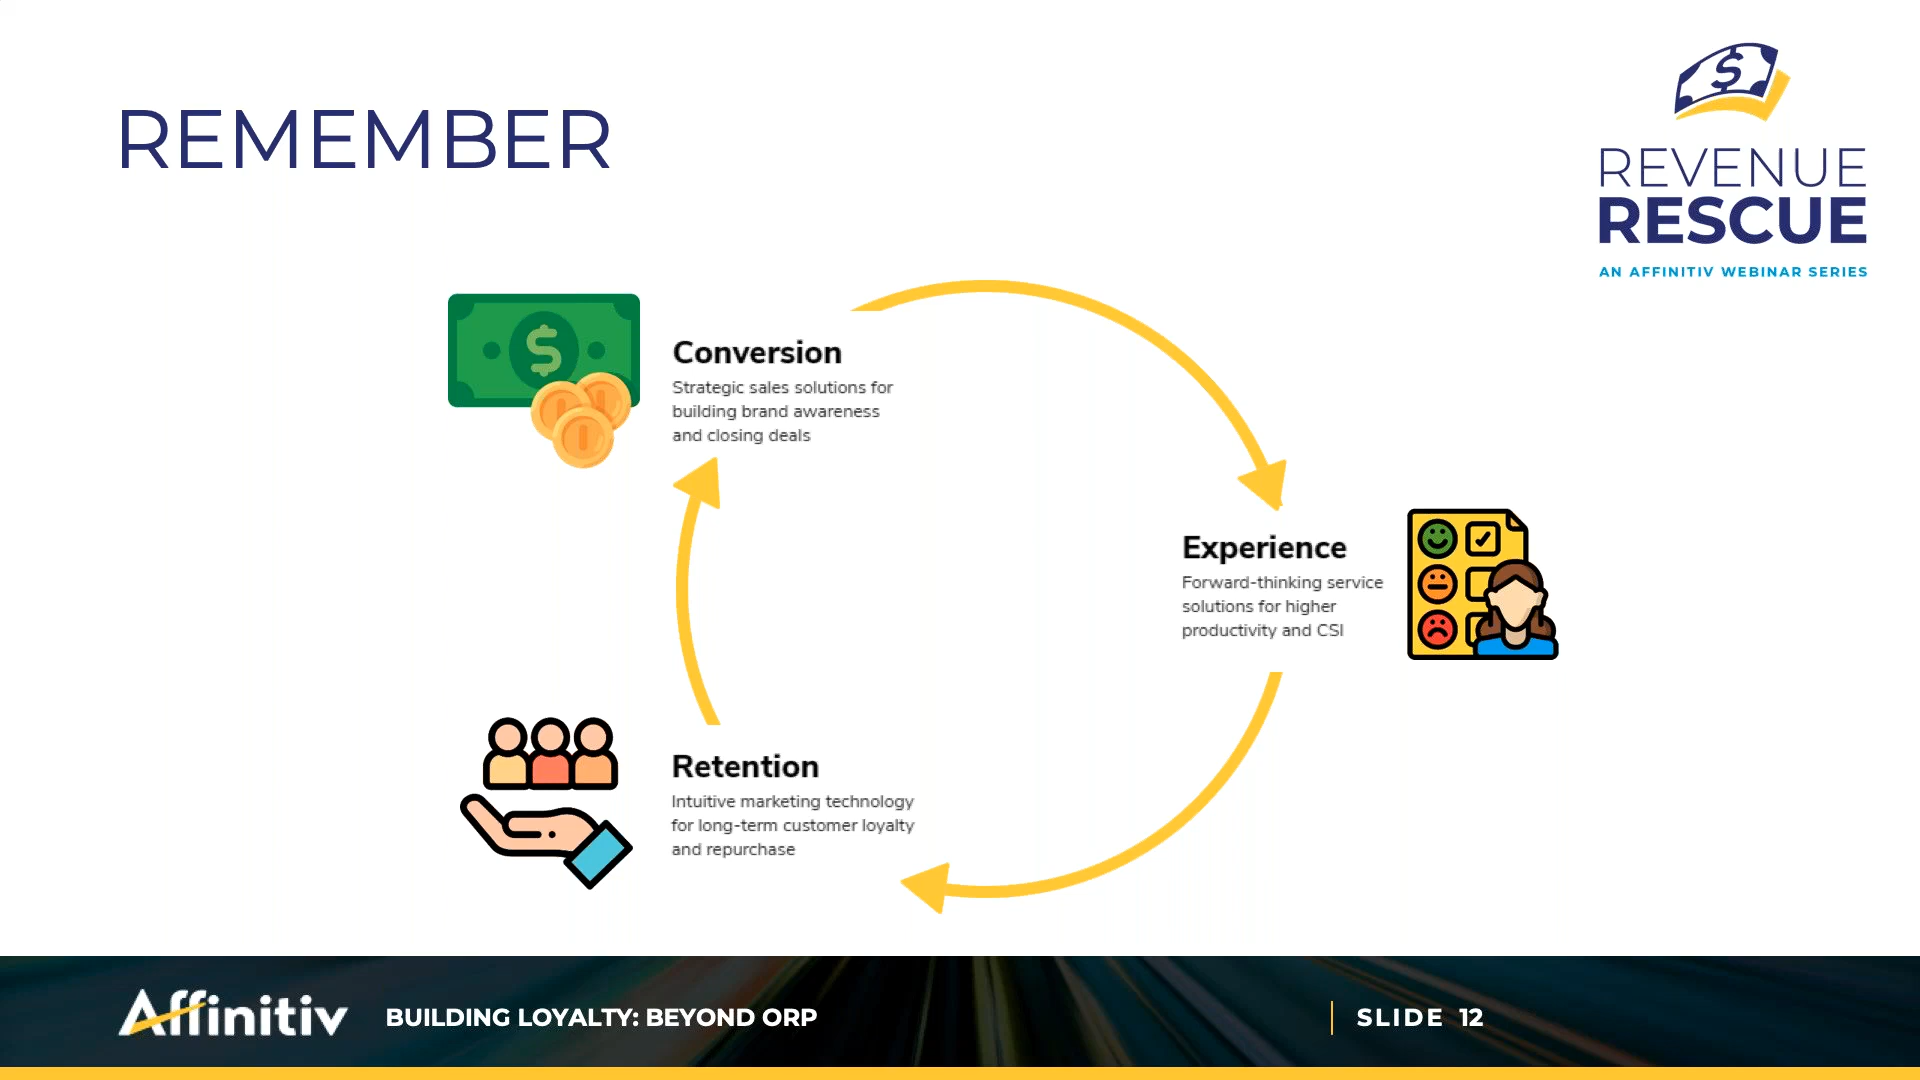 REMEMBER
$
REVENUE
RESCUE
AN AFFINITIV WEBINAR SERIES
$
Conversion
Strategic sales solutions for
building brand awareness
and closing deals
Experience
Forward-thinking service
solutions for higher
productivity and CSI
Retention
Intuitive marketing technology
for long-term customer loyalty
and repurchase
Affinitiv
BUILDING LOYALTY: BEYOND ORP
SLIDE 12